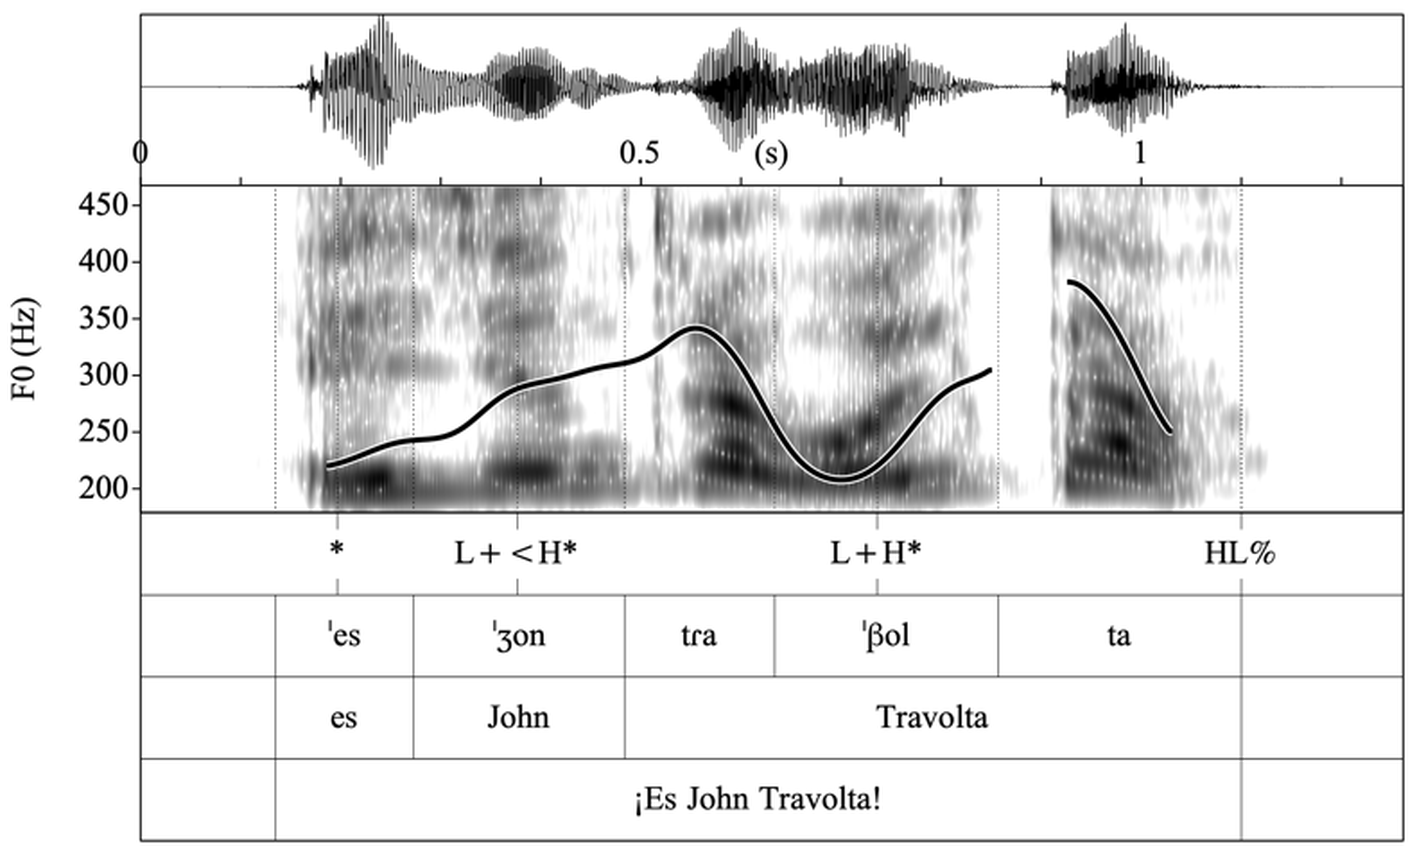 0 0.5 (s) 1
450
400
350
300
250
200
F0 (Hz)
* L+<H* L+H* HL%
ˈes ˈʒon tɾa ˈβol ta
es John Travolta
¡Es John Travolta!